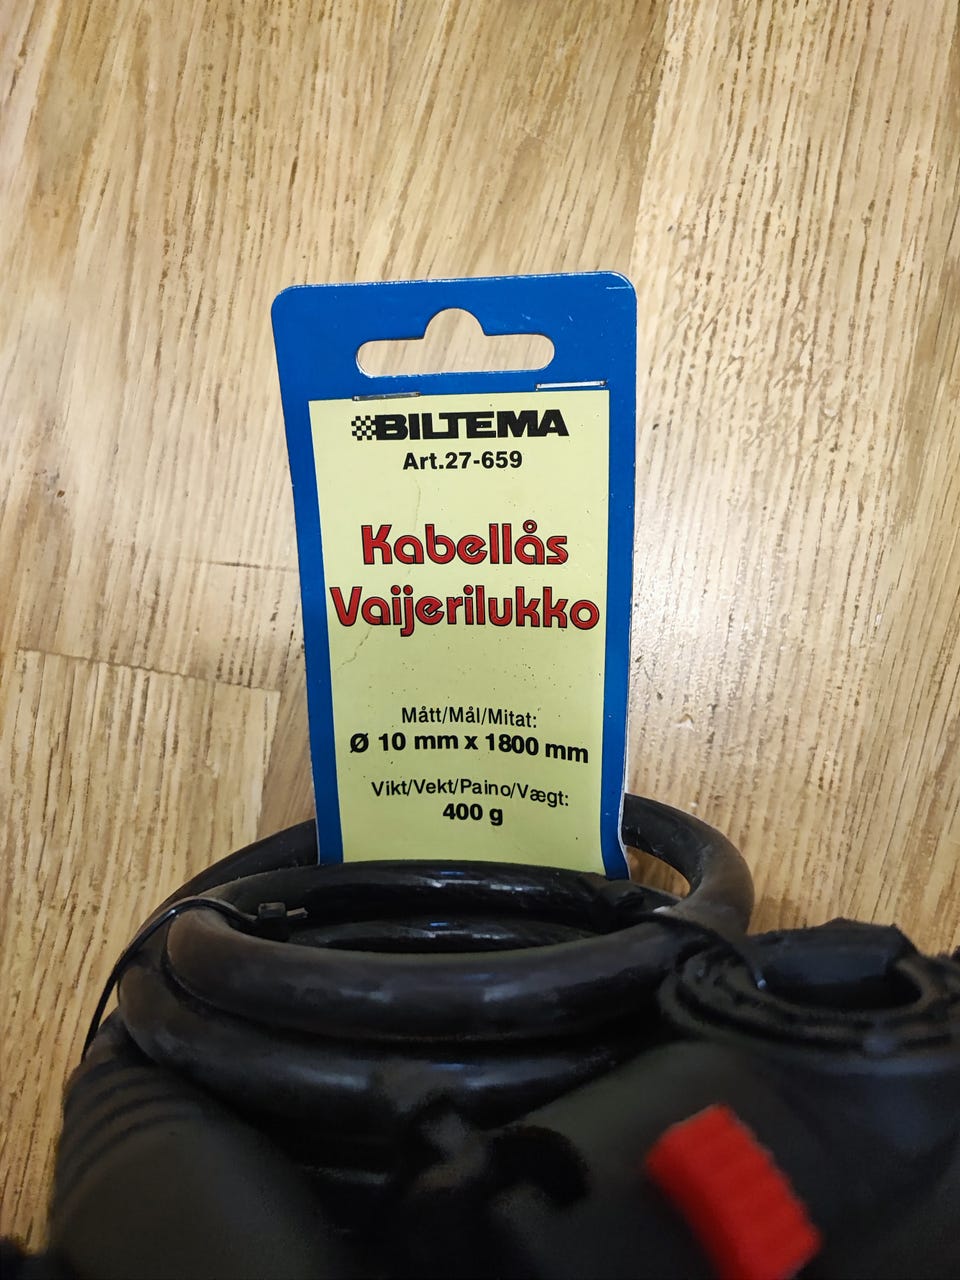 BILTEMA
Art.27-659
Kabellås
Vaijerilukko
Mått/Mål/Mitat:
Ø 10 mm x 1800 mm
Vikt/Vekt/Paino/Vægt:
400 g